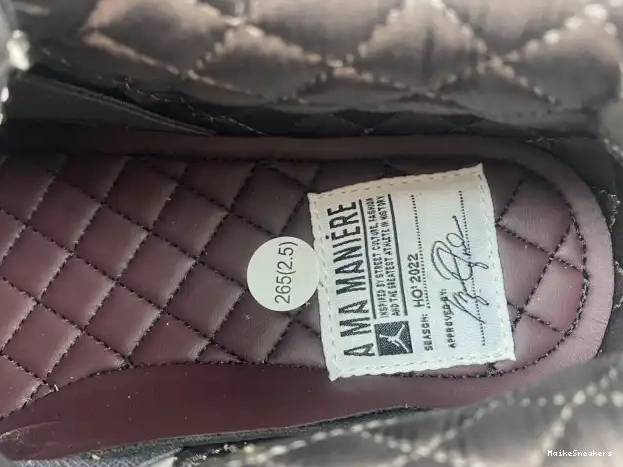 A MA MANIÉRE
INSPIRED BY STREET CULTURE, FASHION
AND THE GREATEST ATHLETE IN HISTORY
SEASON: HO' 2022
APPROVED BY:
265(2.5)
MaikeSneakers